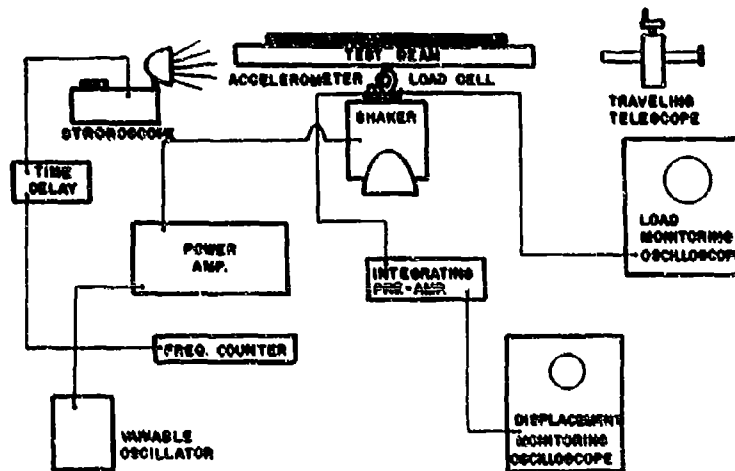 TEST BEAM
ACCELEROMETER
LOAD CELL
STROBOSCOPE
SHAKER
TRAVELING
TELESCOPE
TIME
DELAY
POWER
AMP.
LOAD
MONITORING
OSCILLOSCOPE
INTEGRATING
PRE-AMP.
FREQ. COUNTER
VARIABLE
OSCILLATOR
DISPLACEMENT
MONITORING
OSCILLOSCOPE